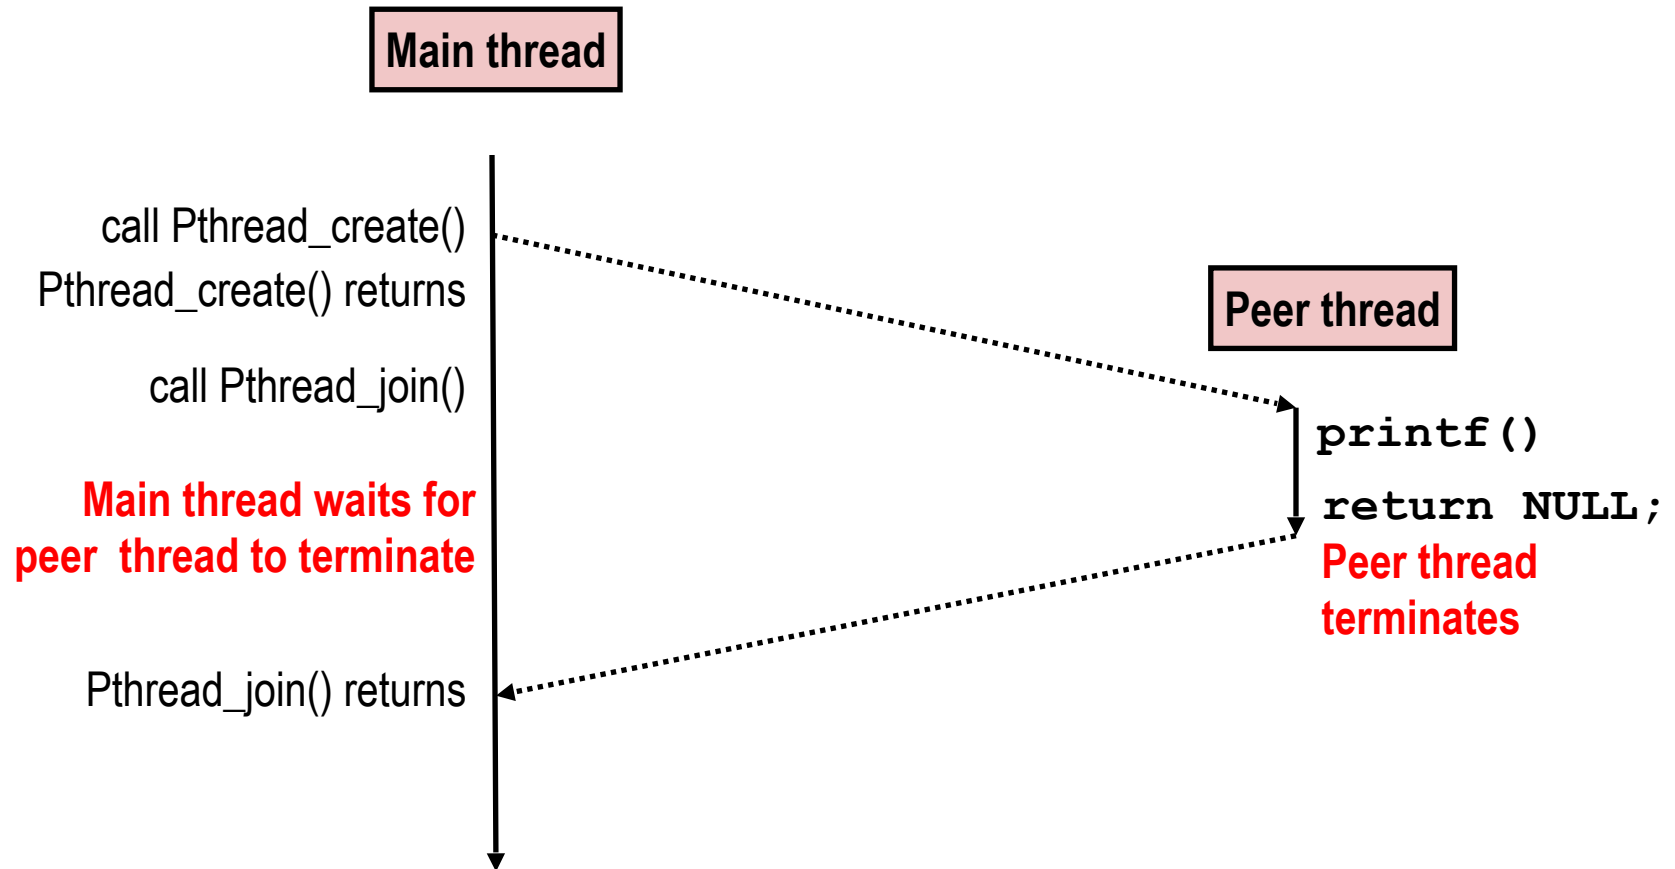 Main thread
call Pthread_create()
Pthread_create() returns
Peer thread
call Pthread_join()
printf()
Main thread waits for
peer  thread to terminate
return NULL;
Peer thread
terminates
Pthread_join() returns